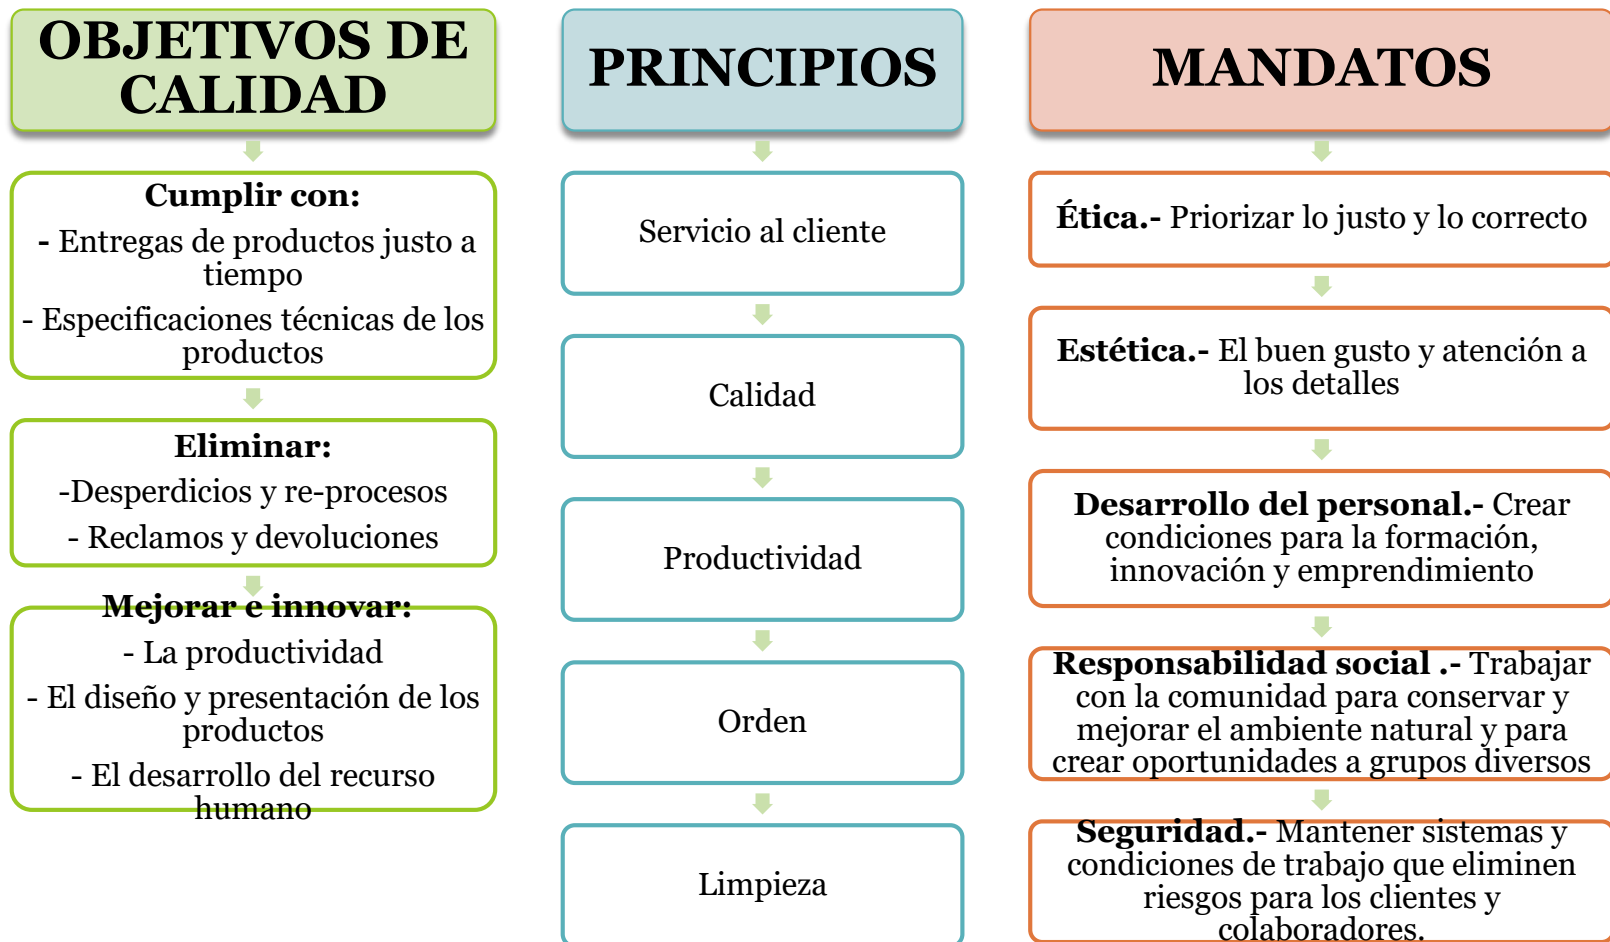 OBJETIVOS DE
CALIDAD
Cumplir con:
- Entregas de productos justo a
tiempo
- Especificaciones técnicas de los
productos
Eliminar:
-Desperdicios y re-procesos
- Reclamos y devoluciones
Mejorar e innovar:
- La productividad
- El diseño y presentación de los
productos
- El desarrollo del recurso
humano
PRINCIPIOS
Servicio al cliente
Calidad
Productividad
Orden
Limpieza
MANDATOS
Ética.- Priorizar lo justo y lo correcto
Estética.- El buen gusto y atención a
los detalles
Desarrollo del personal.- Crear
condiciones para la formación,
innovación y emprendimiento
Responsabilidad social .- Trabajar
con la comunidad para conservar y
mejorar el ambiente natural y para
crear oportunidades a grupos diversos
Seguridad.- Mantener sistemas y
condiciones de trabajo que eliminen
riesgos para los clientes y
colaboradores.